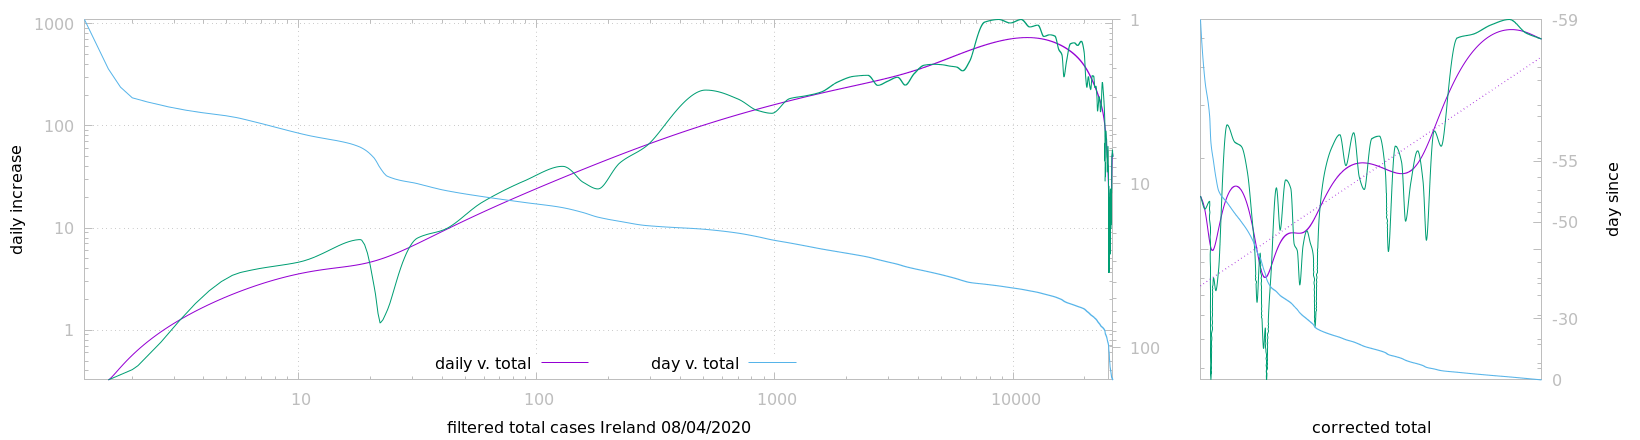 1000
100
10
1
daily increase
10
100
1000
10000
1
10
100
daily v. total
day v. total
filtered total cases Ireland 08/04/2020
-59
-55
-50
-30
0
day since
corrected total